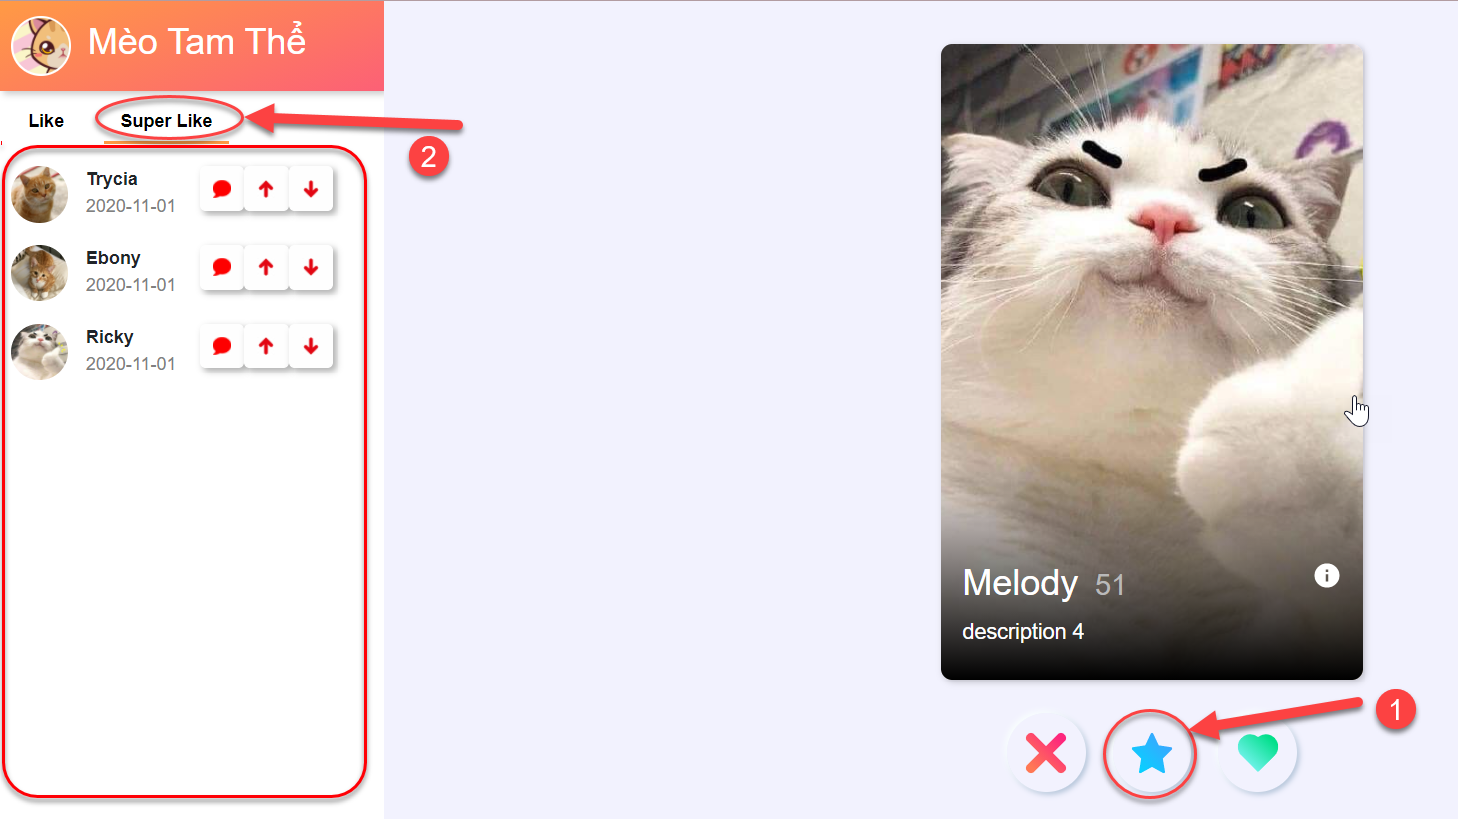 Mèo Tam Thể
Like
Super Like
2
Trycia
2020-11-01
Ebony
2020-11-01
Ricky
2020-11-01
Melody 51
description 4
1